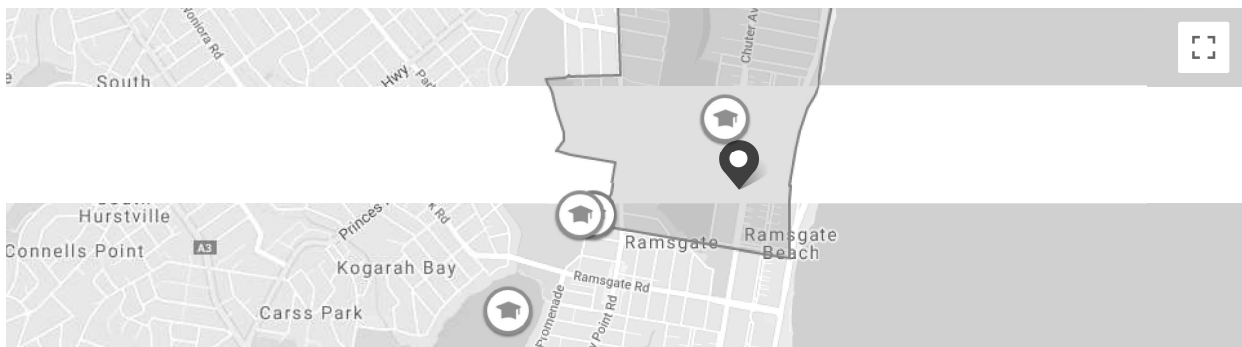 Woniora Rd
Chuter Av
South
Hwy
Hurstville
Princes
Connells Point
A3
Kogarah Bay
Ramsgate
Ramsgate
Beach
Ramsgate Rd
Carss Park
Promenade
Point Rd